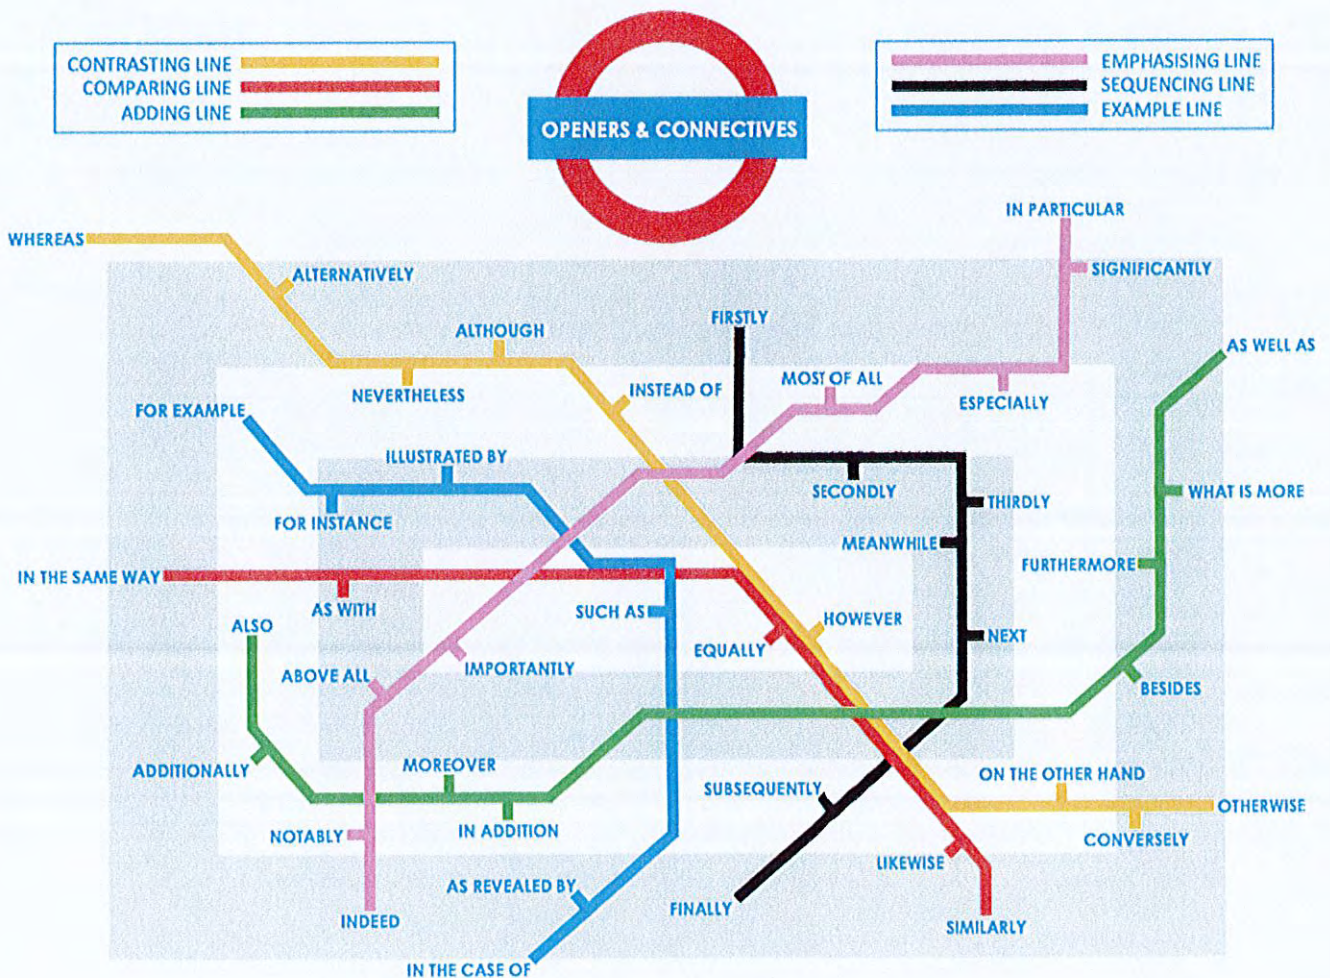 CONTRASTING LINE
COMPARING LINE
ADDING LINE
OPENERS & CONNECTIVES
EMPHASISING LINE
SEQUENCING LINE
EXAMPLE LINE
IN PARTICULAR
WHEREAS
ALTERNATIVELY
SIGNIFICANTLY
FIRSTLY
ALTHOUGH
AS WELL AS
MOST OF ALL
INSTEAD OF
NEVERTHELESS
ESPECIALLY
FOR EXAMPLE
ILLUSTRATED BY
SECONDLY
WHAT IS MORE
THIRDLY
FOR INSTANCE
MEANWHILE
FURTHERMORE
IN THE SAME WAY
AS WITH
SUCH AS
HOWEVER
ALSO
NEXT
EQUALLY
IMPORTANTLY
ABOVE ALL
BESIDES
MOREOVER
ADDITIONALLY
ON THE OTHER HAND
SUBSEQUENTLY
OTHERWISE
IN ADDITION
NOTABLY
CONVERSELY
LIKEWISE
AS REVEALED BY
FINALLY
INDEED
SIMILARLY
IN THE CASE OF